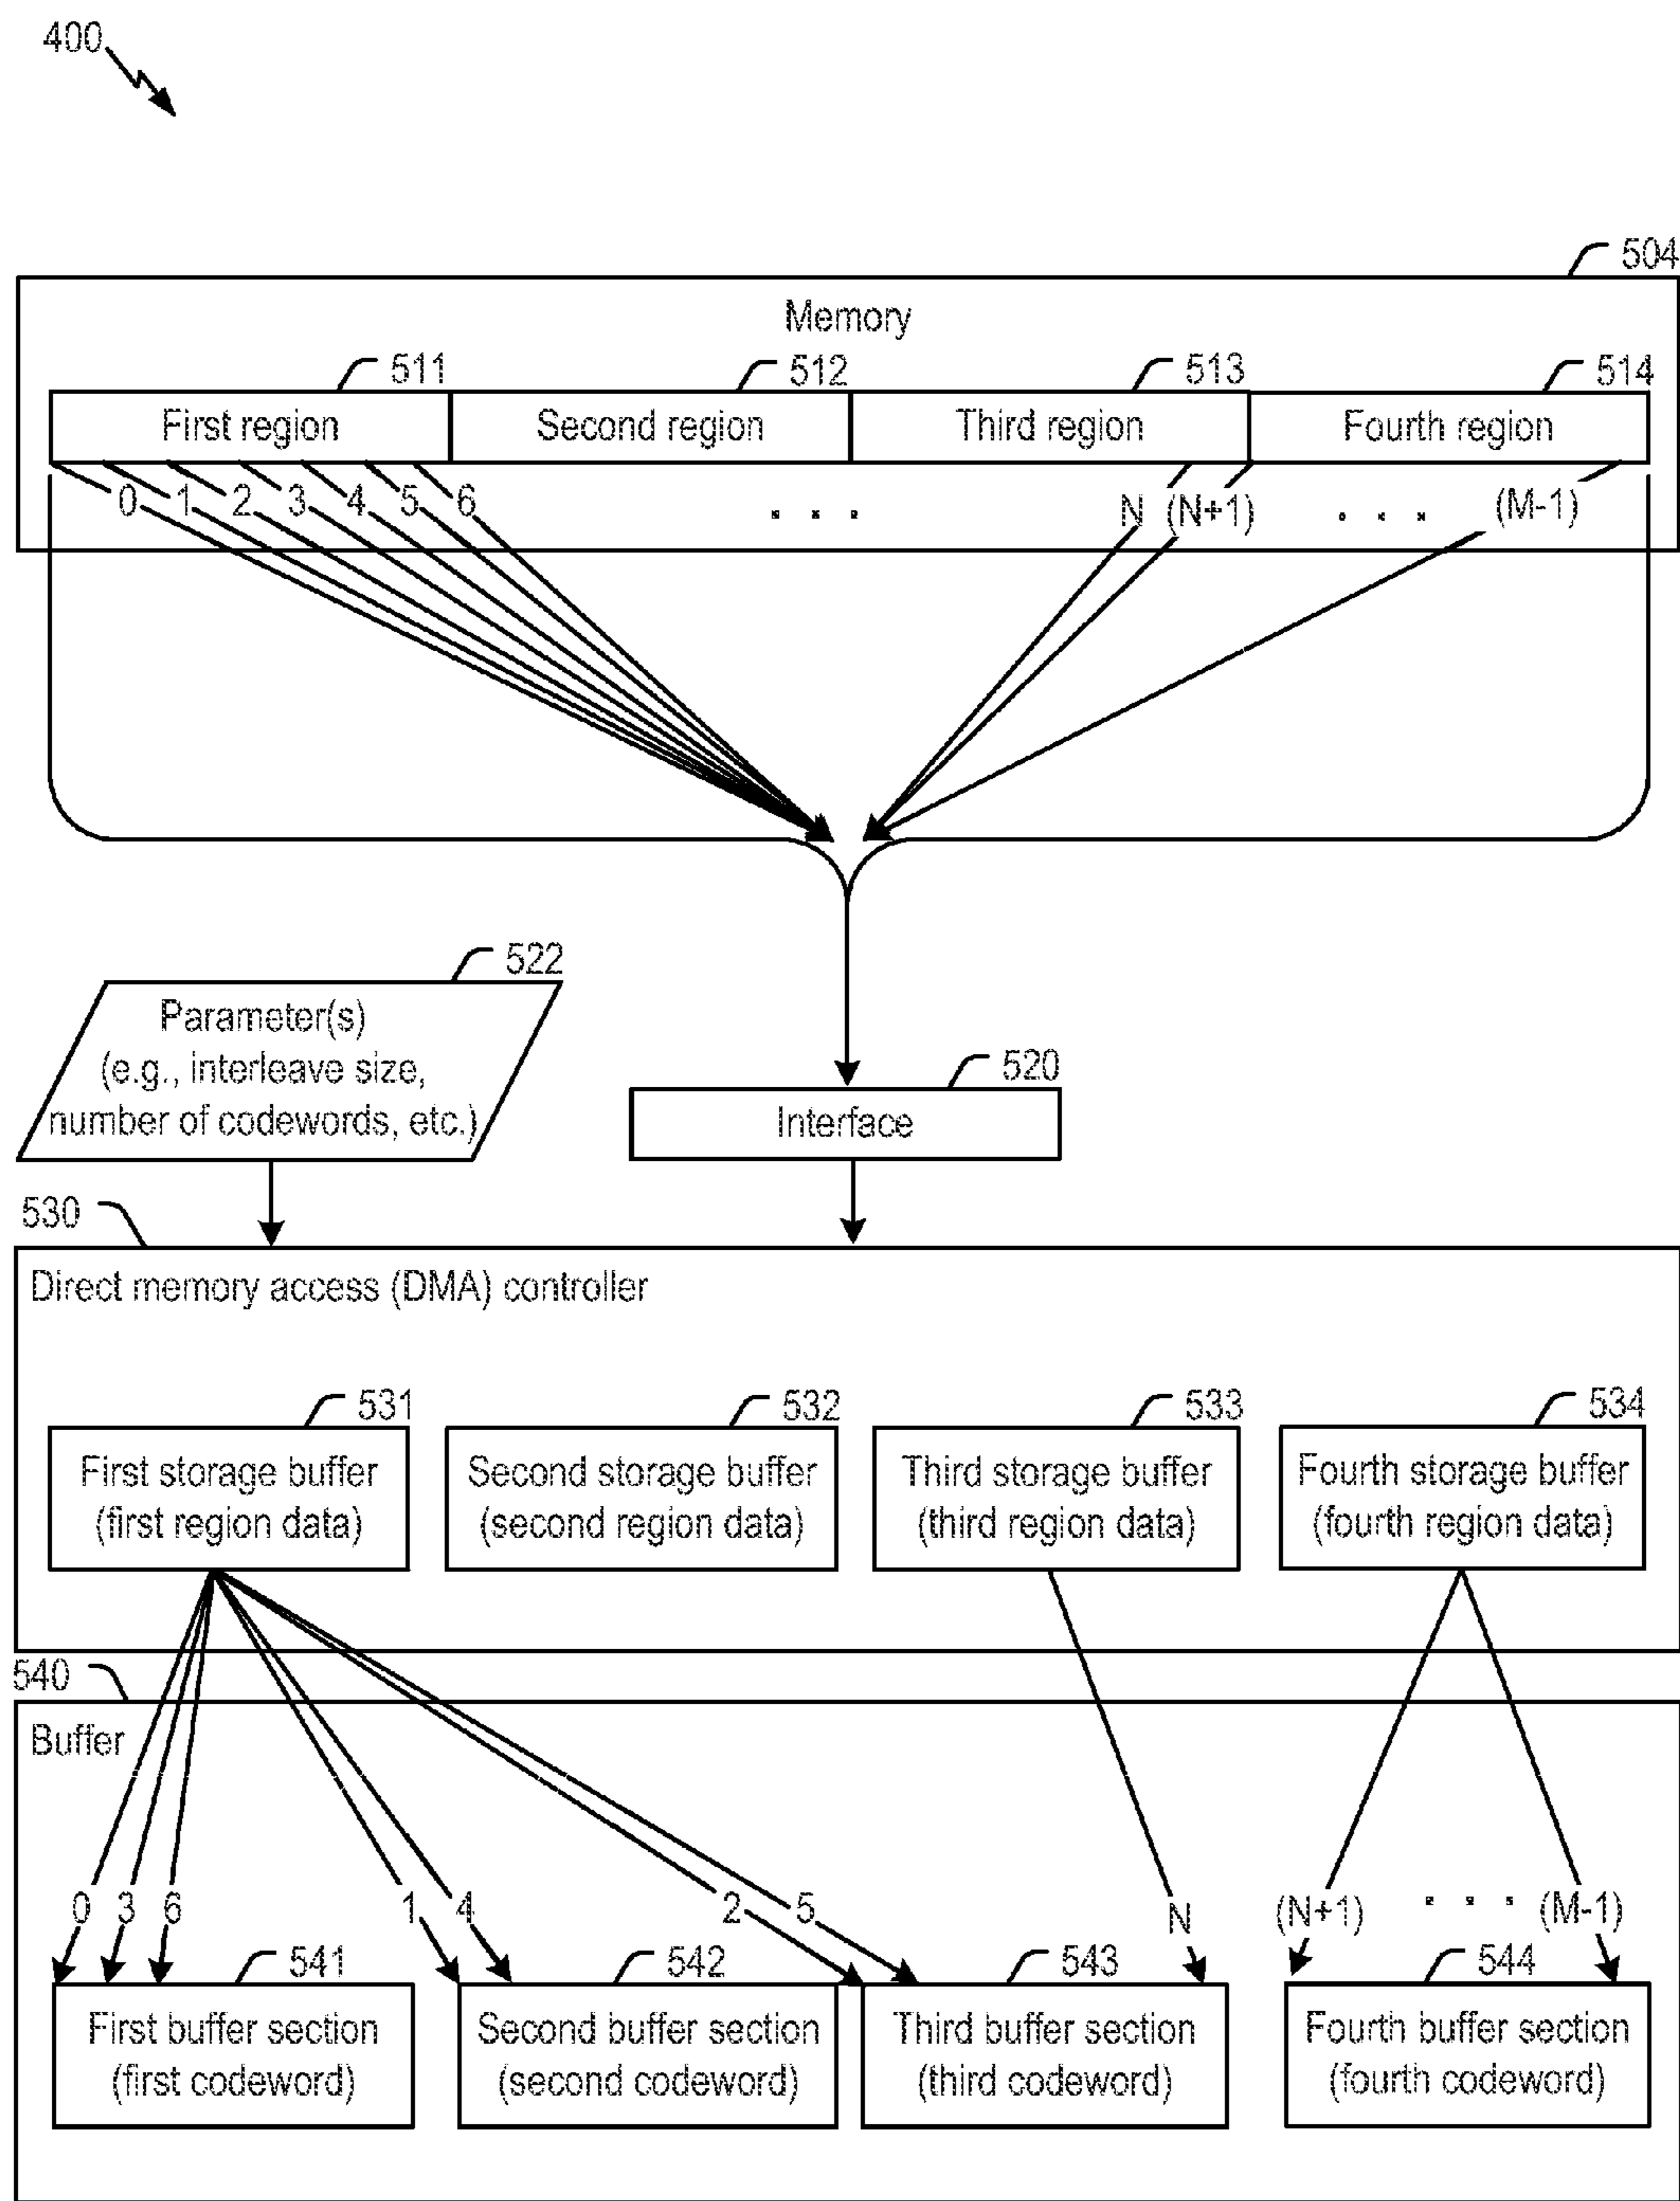 400
504
Memory
511
512
513
514
First region
Second region
Third region
Fourth region
0 1 2 3 4 5 6 . . . N (N+1) . . . (M-1)
522
Parameter(s)
(e.g., interleave size,
number of codewords, etc.)
520
Interface
530
Direct memory access (DMA) controller
531
532
533
534
First storage buffer
(first region data)
Second storage buffer
(second region data)
Third storage buffer
(third region data)
Fourth storage buffer
(fourth region data)
540
Buffer
0 3 6 1 4 2 5 N (N+1) . . . (M-1)
541
542
543
544
First buffer section
(first codeword)
Second buffer section
(second codeword)
Third buffer section
(third codeword)
Fourth buffer section
(fourth codeword)